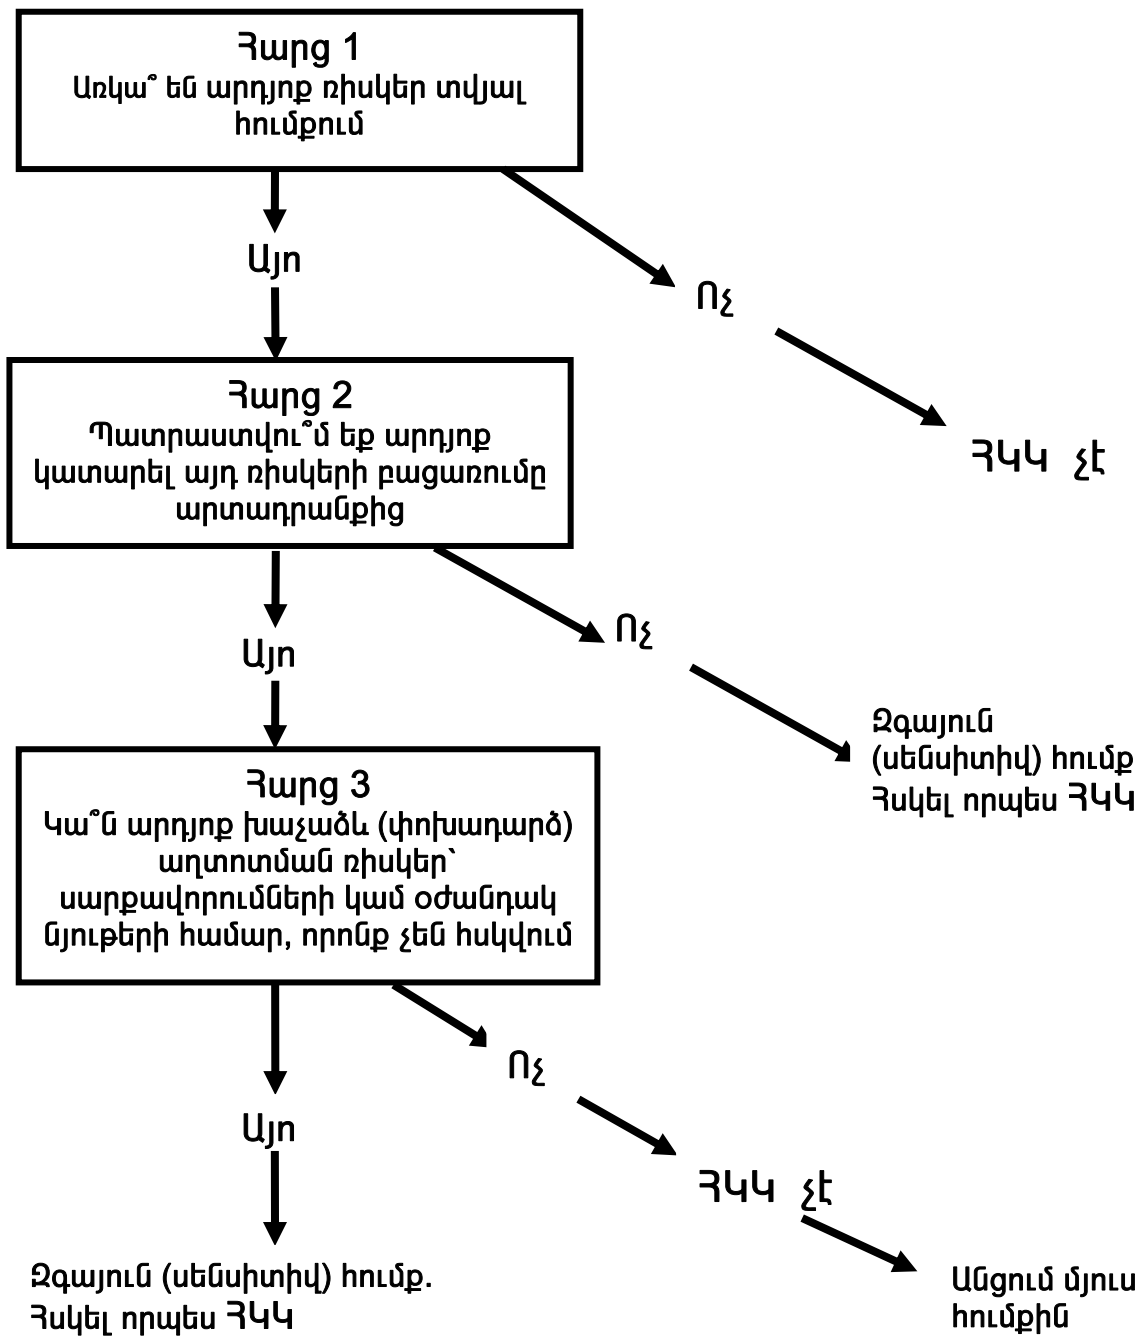 Հարց 1
Առկա՞ են արդյոք ռիսկեր տվյալ
հումքում
Այո
Ոչ
ՀԿԿ չէ
Հարց 2
Պատրաստվու՞մ եք արդյոք
կատարել այդ ռիսկերի բացառումը
արտադրանքից
Այո
Ոչ
Զգայուն
(սենսիտիվ) հումք
Հսկել որպես ՀԿԿ
Հարց 3
Կա՞ն արդյոք խաչաձև (փոխադարձ)
աղտոտման ռիսկեր՝
սարքավորումների կամ օժանդակ
նյութերի համար, որոնք չեն հսկվում
Այո
Ոչ
ՀԿԿ չէ
Զգայուն (սենսիտիվ) հումք.
Հսկել որպես ՀԿԿ
Անցում մյուս
հումքին